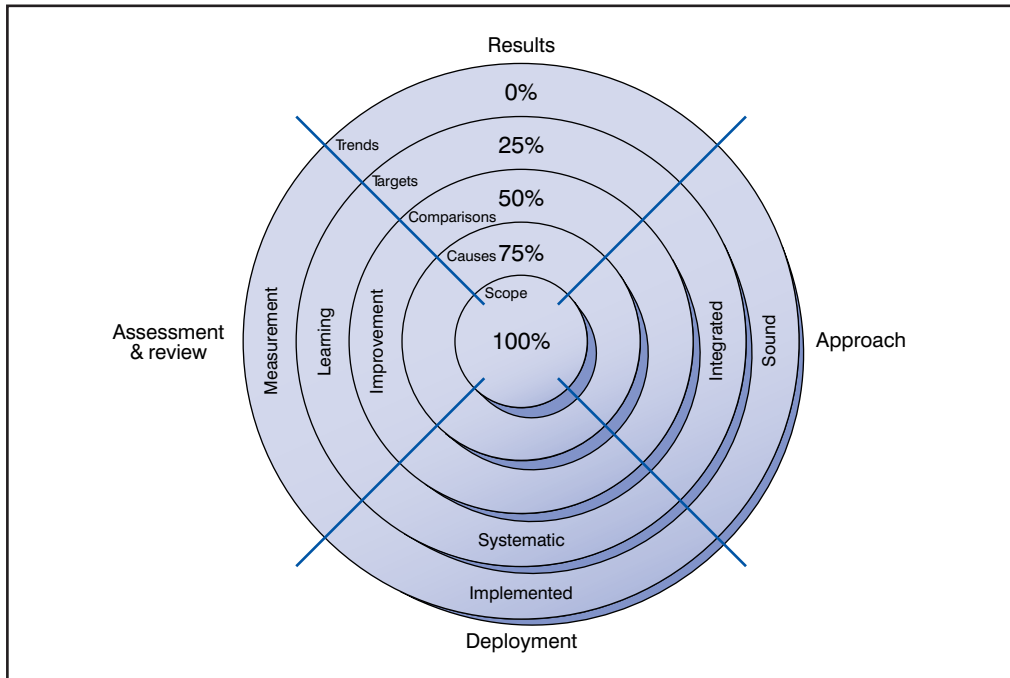 Results
0%
Trends
25%
Targets
50%
Comparisons
75%
Causes
Scope
100%
Assessment
& review
Measurement
Learning
Improvement
Integrated
Sound
Approach
Systematic
Implemented
Deployment